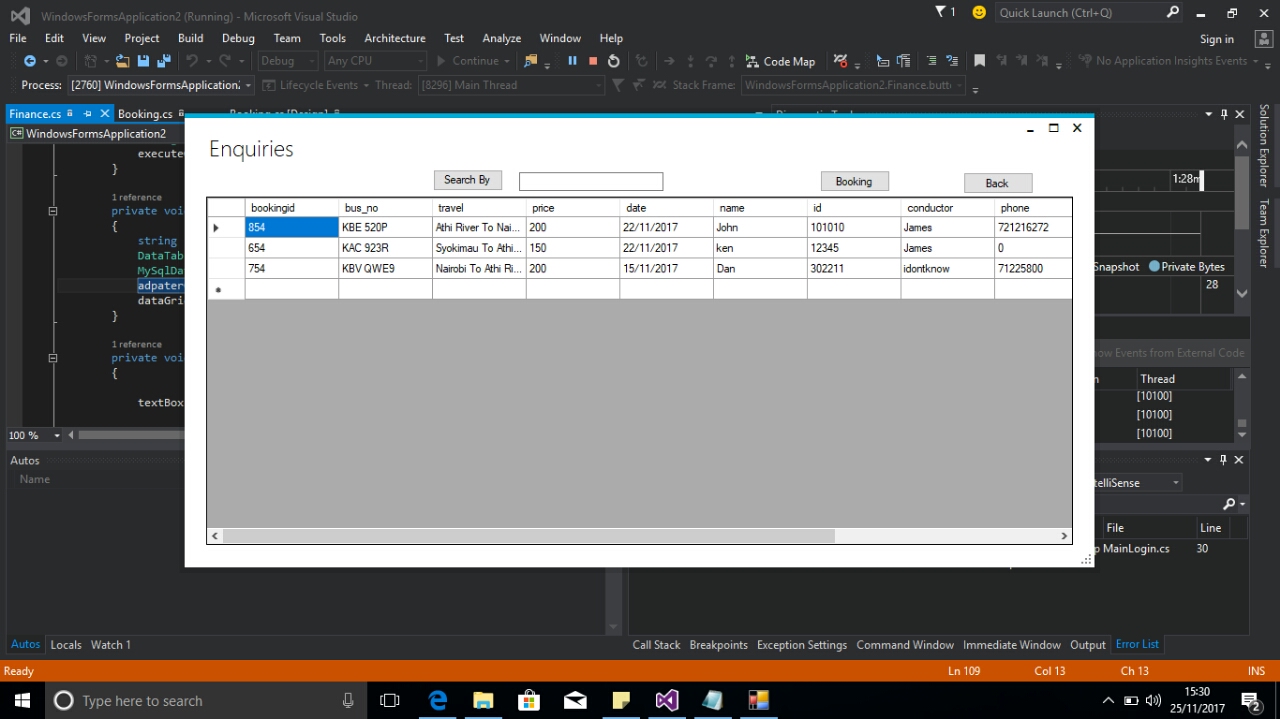 WindowsFormsApplication2 (Running) - Microsoft Visual Studio
1
Quick Launch (Ctrl+Q)
File Edit View Project Build Debug Team Tools Architecture Test Analyze Window Help
Sign in
Debug Any CPU Continue Code Map No Application Insights Events
Process: [2760] WindowsFormsApplication2 Lifecycle Events Thread: [8296] Main Thread Stack Frame: WindowsFormsApplication2.Finance.butto
Finance.cs Booking.cs
C# WindowsFormsApplication2
}
1 reference
private voi
{
string
DataTab
MySqlDa
adpater
dataGri
}
1 reference
private voi
{
textBox
100 %
Autos
Name
Enquiries
Search By Booking Back
bookingid bus_no travel price date name id conductor phone
854 KBE 520P Athi River To Nai... 200 22/11/2017 John 101010 James 721216272
654 KAC 923R Syokimau To Athi... 150 22/11/2017 ken 12345 James 0
754 KBV QWE9 Nairobi To Athi Ri... 200 15/11/2017 Dan 302211 idontknow 71225800
*
1:28m
Snapshot Private Bytes
28
ow Events from External Code
n Thread
[10100]
[10100]
[10100]
telliSense
File Line
p MainLogin.cs 30
Solution Explorer
Team Explorer
Autos Locals Watch 1
Call Stack Breakpoints Exception Settings Command Window Immediate Window Output Error List
Ready Ln 109 Col 13 Ch 13 INS
Type here to search
15:30
25/11/2017
2